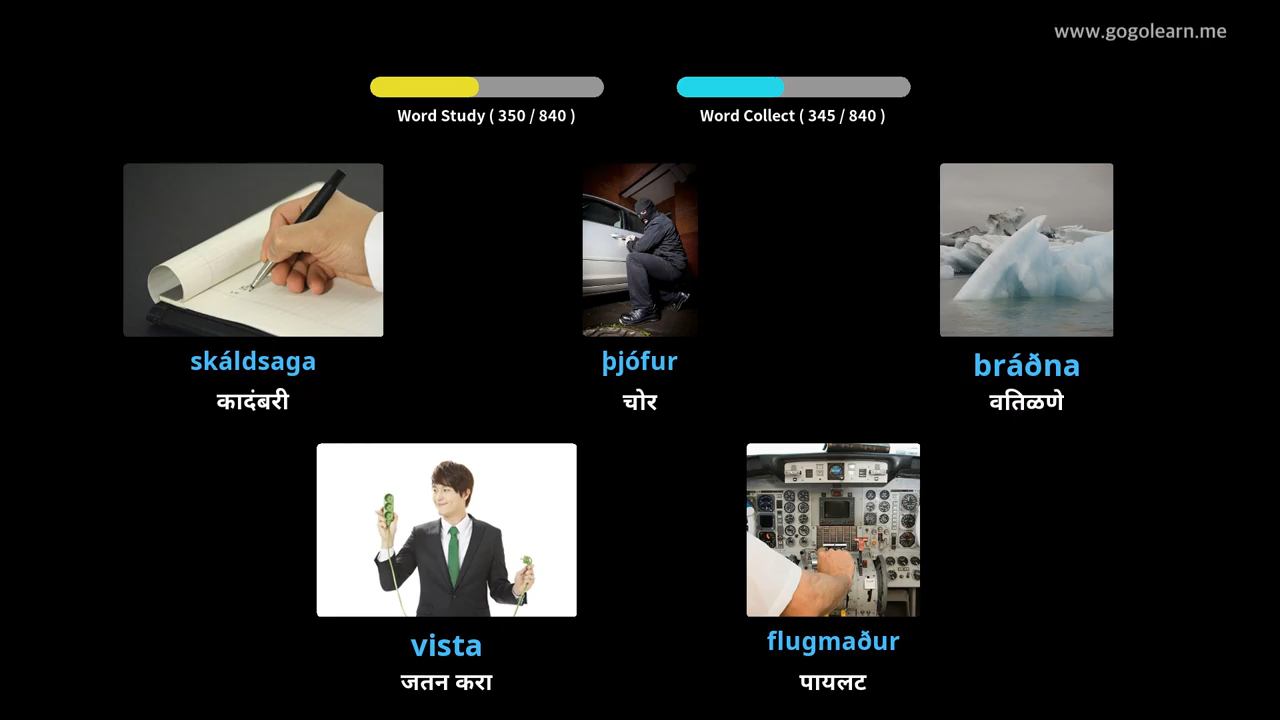 www.gogolearn.me
Word Study ( 350 / 840 )
Word Collect ( 345 / 840 )
skáldsaga
कादंबरी
þjófur
चोर
bráðna
वतिळणे
vista
जतन करा
flugmaður
पायलट